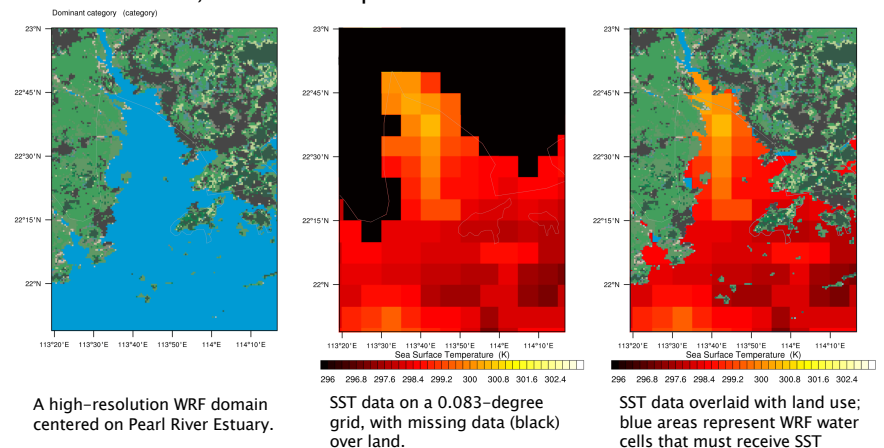 Dominant category (category)
23°N
22°45'N
22°30'N
22°15'N
22°N
113°20'E 113°30'E 113°40'E 113°50'E 114°E 114°10'E
A high-resolution WRF domain
centered on Pearl River Estuary.
23°N
22°45'N
22°30'N
22°15'N
22°N
113°20'E 113°30'E 113°40'E 113°50'E 114°E 114°10'E
Sea Surface Temperature (K)
296 296.8 297.6 298.4 299.2 300 300.8 301.6 302.4
SST data on a 0.083-degree
grid, with missing data (black)
over land.
23°N
22°45'N
22°30'N
22°15'N
22°N
113°20'E 113°30'E 113°40'E 113°50'E 114°E 114°10'E
Sea Surface Temperature (K)
296 296.8 297.6 298.4 299.2 300 300.8 301.6 302.4
SST data overlaid with land use;
blue areas represent WRF water
cells that must receive SST